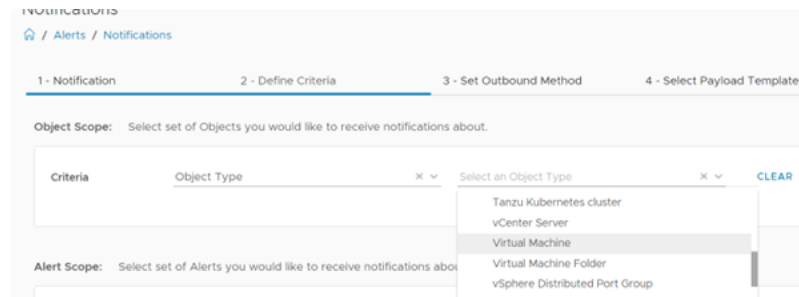 Notifications
/ Alerts / Notifications
1 - Notification 2 - Define Criteria 3 - Set Outbound Method 4 - Select Payload Template
Object Scope: Select set of Objects you would like to receive notifications about.
Criteria Object Type Select an Object Type CLEAR
Tanzu Kubernetes cluster
vCenter Server
Virtual Machine
Virtual Machine Folder
Alert Scope: Select set of Alerts you would like to receive notifications abou
vSphere Distributed Port Group